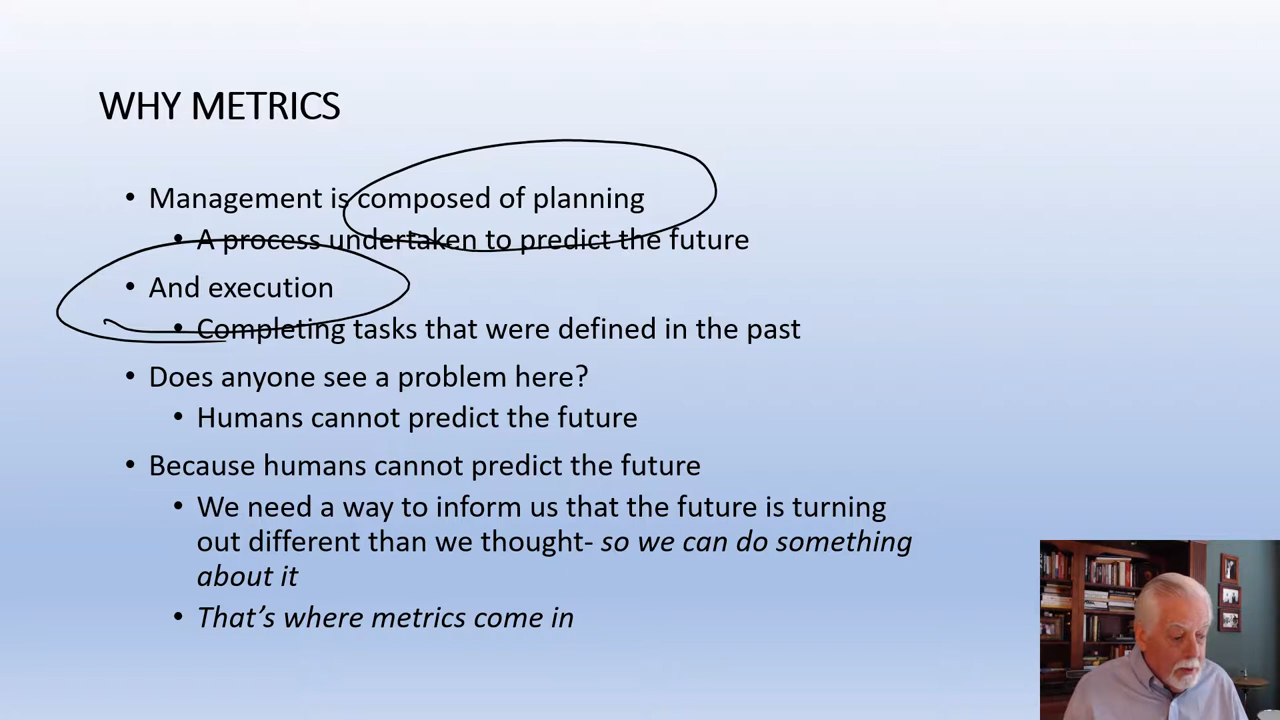 WHY METRICS
• Management is composed of planning
• A process undertaken to predict the future
• And execution
• Completing tasks that were defined in the past
• Does anyone see a problem here?
• Humans cannot predict the future
• Because humans cannot predict the future
• We need a way to inform us that the future is turning
out different than we thought- so we can do something
about it
• That’s where metrics come in